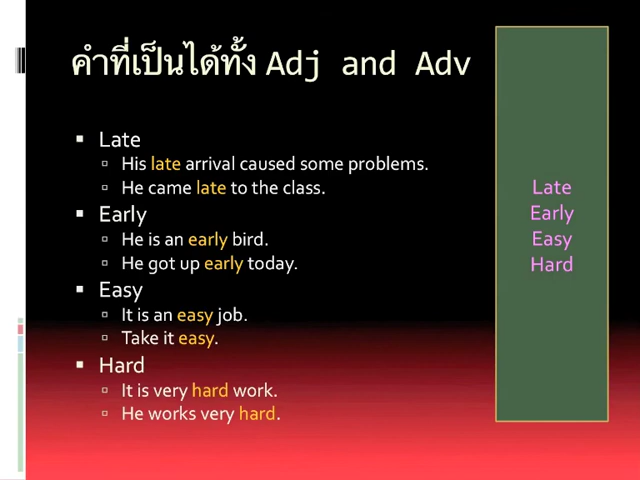 คำที่เป็นได้ทั้ง Adj and Adv
Late
His late arrival caused some problems.
He came late to the class.
Early
He is an early bird.
He got up early today.
Easy
It is an easy job.
Take it easy.
Hard
It is very hard work.
He works very hard.
Late
Early
Easy
Hard